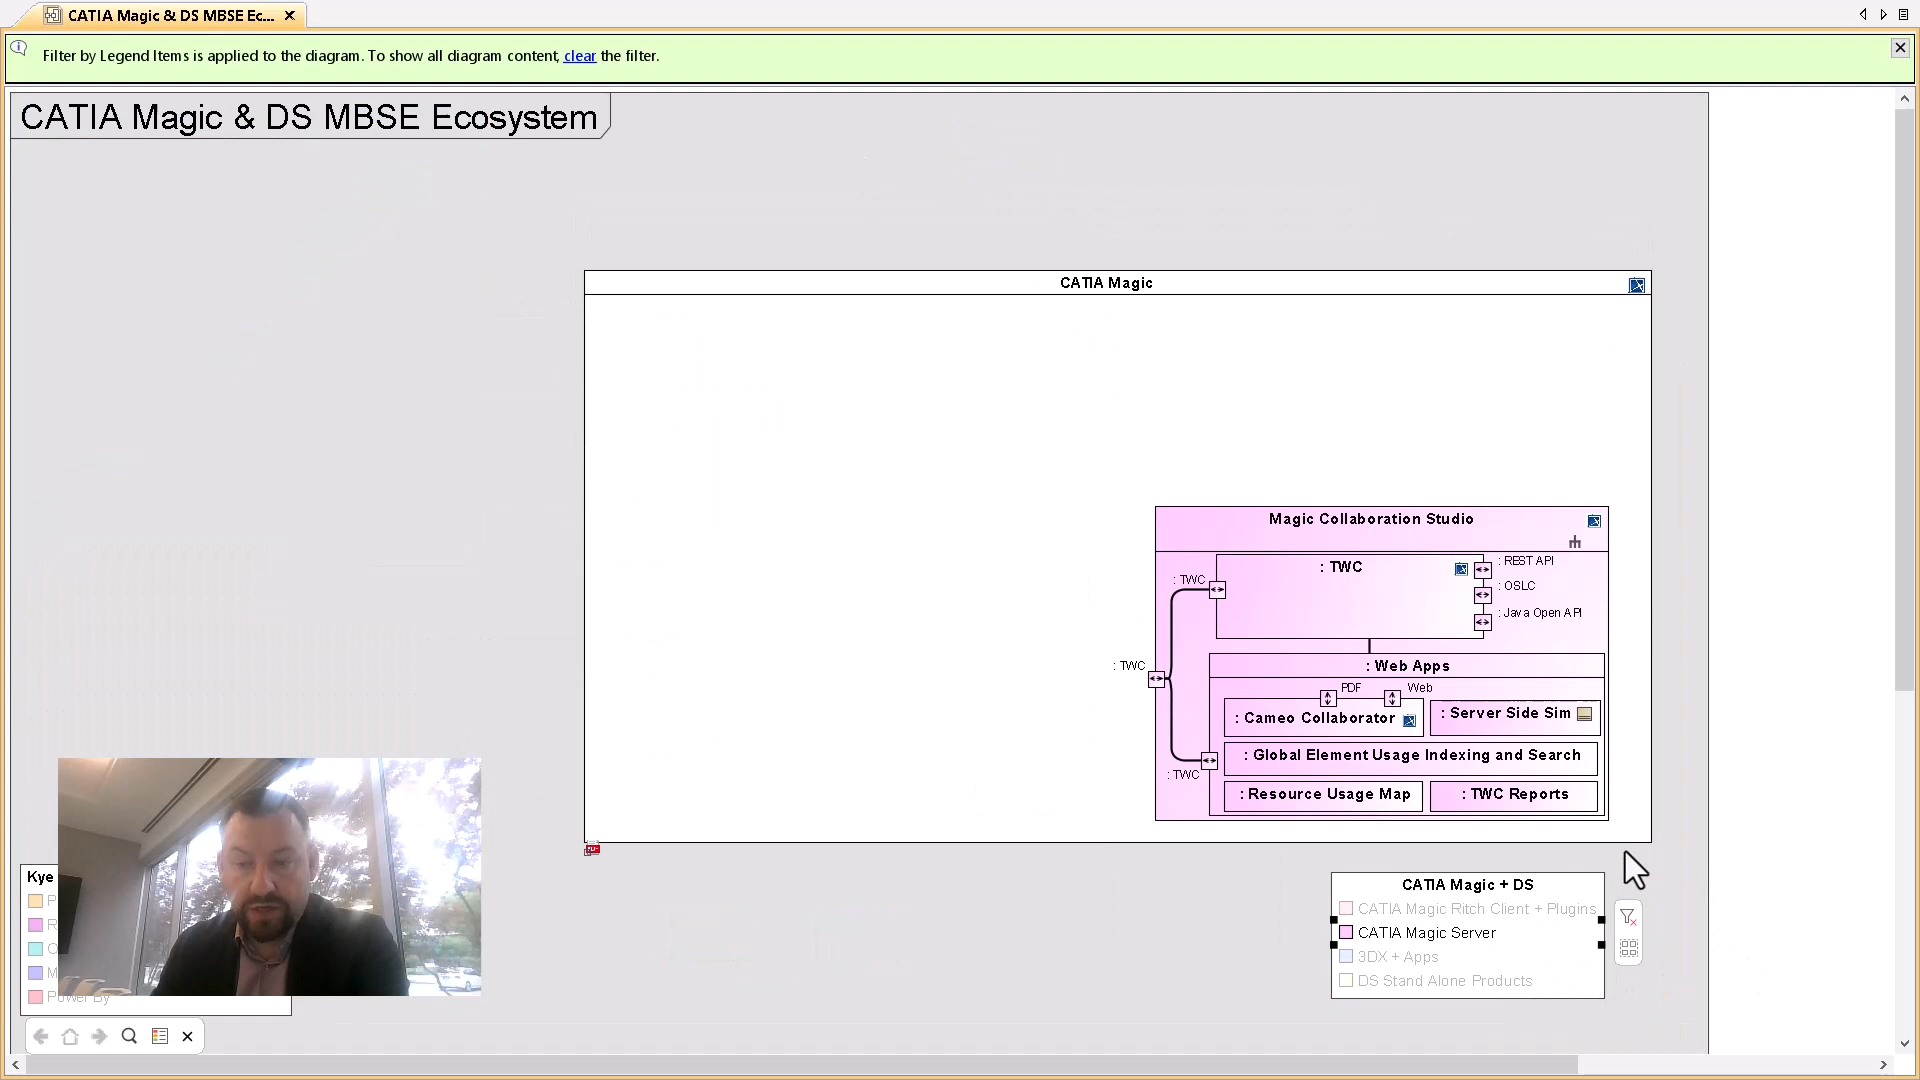 CATIA Magic & DS MBSE Ec...
Filter by Legend Items is applied to the diagram. To show all diagram content, clear the filter.
CATIA Magic & DS MBSE Ecosystem
CATIA Magic
Magic Collaboration Studio
: TWC
: TWC
: REST API
: OSLC
: Java Open API
: TWC
: Web Apps
PDF
Web
: Cameo Collaborator
: Server Side Sim
: Global Element Usage Indexing and Search
: TWC
: Resource Usage Map
: TWC Reports
Kye
P
R
O
M
Power By
CATIA Magic + DS
CATIA Magic Ritch Client + Plugins
CATIA Magic Server
3DX + Apps
DS Stand Alone Products